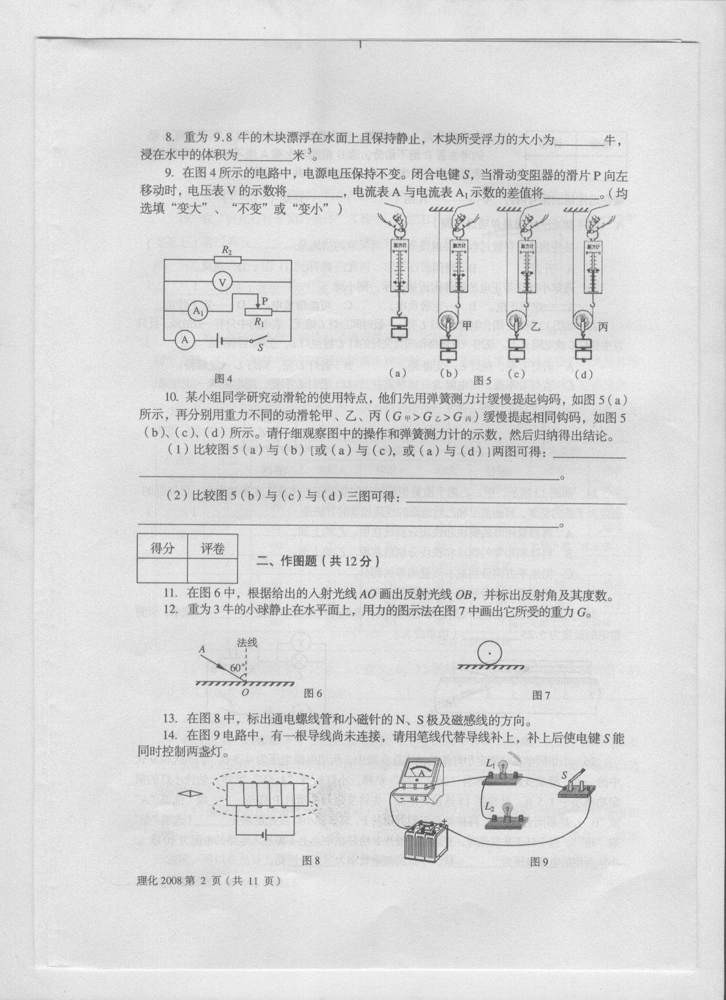 8. 重为 9.8 牛的木块漂浮在水面上且保持静止，木块所受浮力的大小为______牛，
浸在水中的体积为______米³。
9. 在图 4 所示的电路中，电源电压保持不变。闭合电键 S，当滑动变阻器的滑片 P 向左
移动时，电压表 V 的示数将______，电流表 A 与电流表 A₁ 示数的差值将______。(均
选填“变大”、“不变”或“变小”)
R₂
V
A₁
P
R₁
A
S
图 4
测力计 测力计 测力计 测力计
甲 乙 丙
(a) (b) (c) (d)
图 5
10. 某小组同学研究动滑轮的使用特点，他们先用弹簧测力计缓慢提起钩码，如图 5 (a)
所示，再分别用重力不同的动滑轮甲、乙、丙 (G甲>G乙>G丙) 缓慢提起相同钩码，如图 5
(b)、(c)、(d) 所示。请仔细观察图中的操作和弹簧测力计的示数，然后归纳得出结论。
(1) 比较图 5 (a) 与 (b) [或 (a) 与 (c), 或 (a) 与 (d) ]两图可得：______
______。
(2) 比较图 5 (b) 与 (c) 与 (d) 三图可得：______
______。
得分 评卷
二、作图题 (共 12 分)
11. 在图 6 中，根据给出的入射光线 AO 画出反射光线 OB，并标出反射角及其度数。
12. 重为 3 牛的小球静止在水平面上，用力的图示法在图 7 中画出它所受的重力 G。
法线
A
60°
O
图 6
图 7
13. 在图 8 中，标出通电螺线管和小磁针的 N、S 极及磁感线的方向。
14. 在图 9 电路中，有一根导线尚未连接，请用笔线代替导线补上，补上后使电键 S 能
同时控制两盏灯。
A
- 0.6 3
L₁
S
L₂
- +
图 8
图 9
理化 2008 第 2 页 (共 11 页)